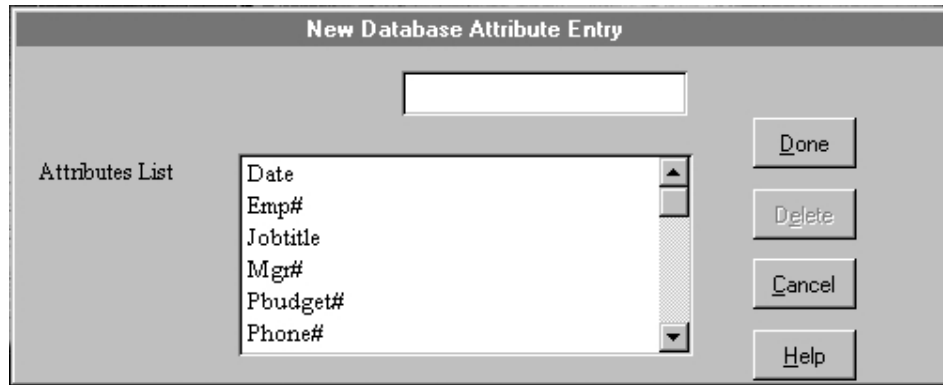 New Database Attribute Entry
Done
Attributes List
Date
Emp#
Jobtitle
Mgr#
Pbudget#
Phone#
Delete
Cancel
Help